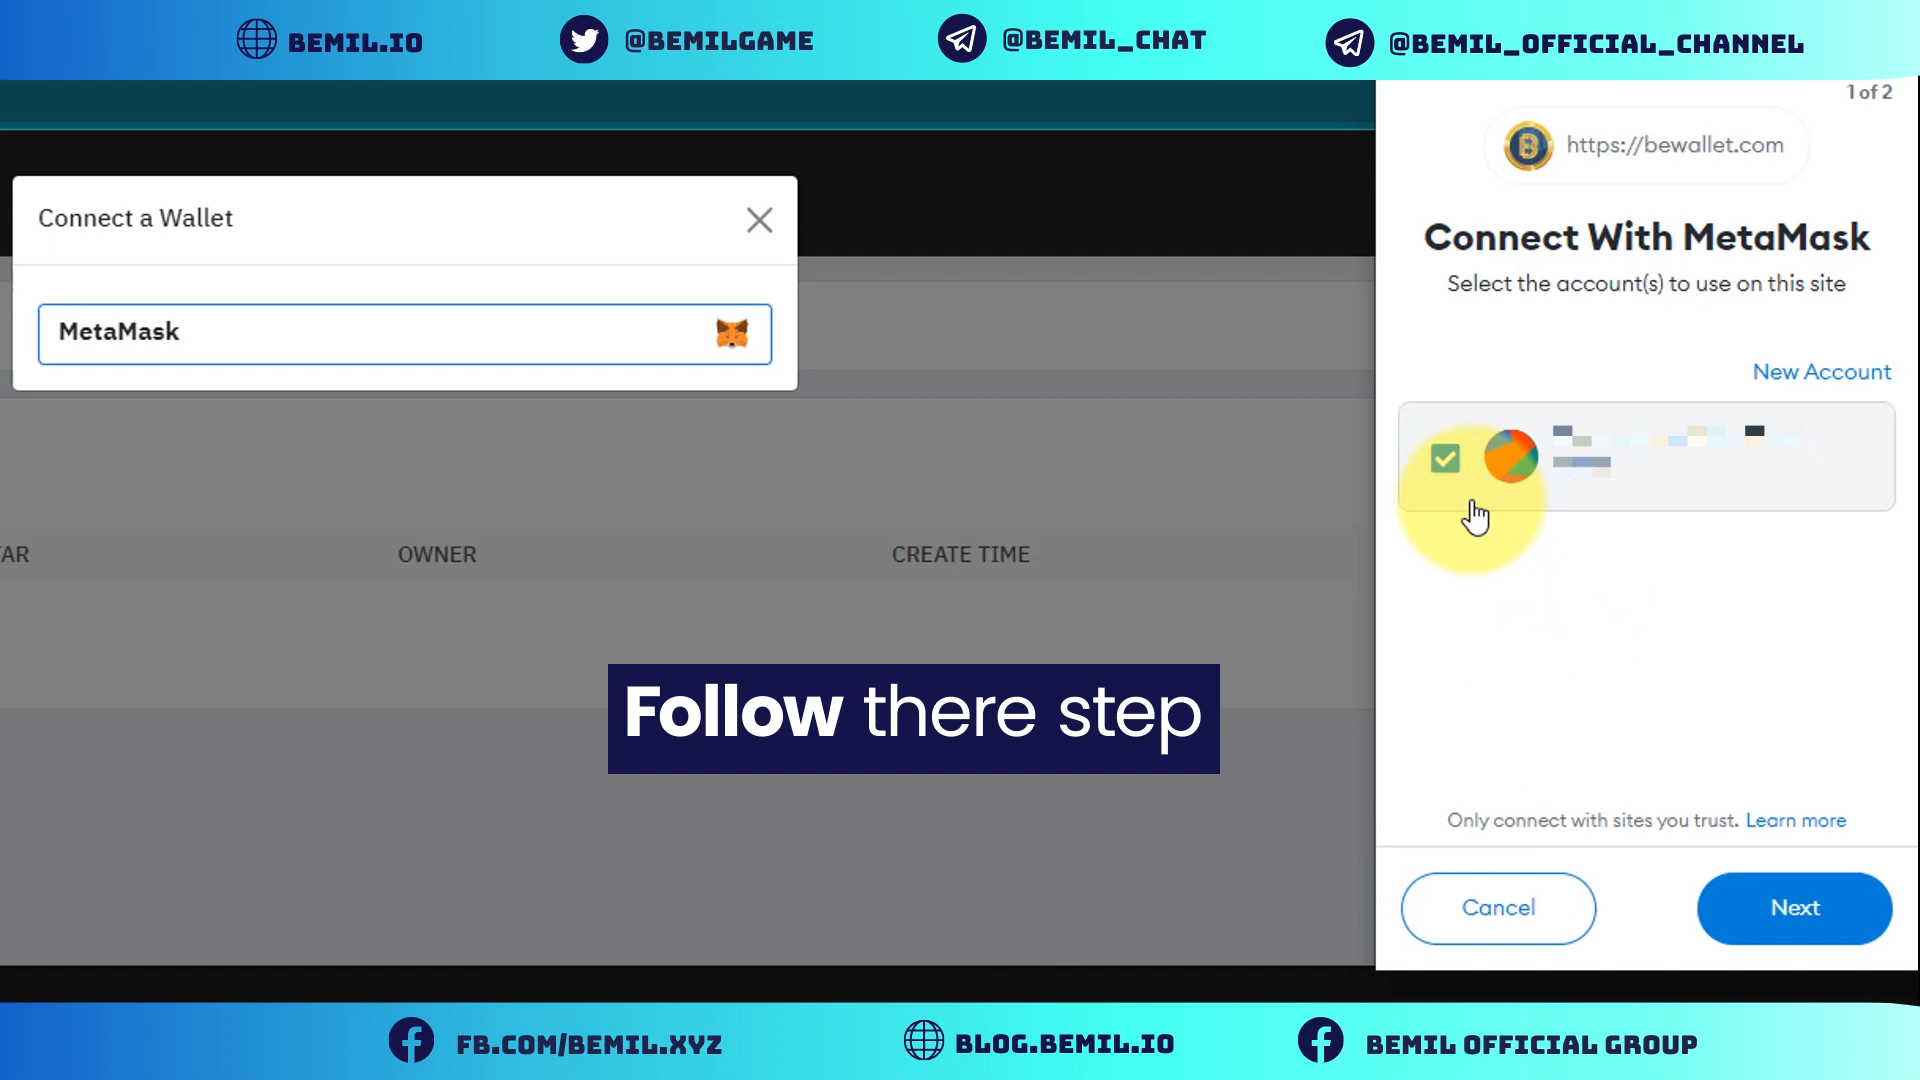 BEMIL.IO
@BEMILGAME
@BEMIL_CHAT
@BEMIL_OFFICIAL_CHANNEL
Connect a Wallet
MetaMask
AR
OWNER
CREATE TIME
1 of 2
https://bewallet.com
Connect With MetaMask
Select the account(s) to use on this site
New Account
Only connect with sites you trust. Learn more
Cancel
Next
Follow there step
FB.COM/BEMIL.XYZ
BLOG.BEMIL.IO
BEMIL OFFICIAL GROUP